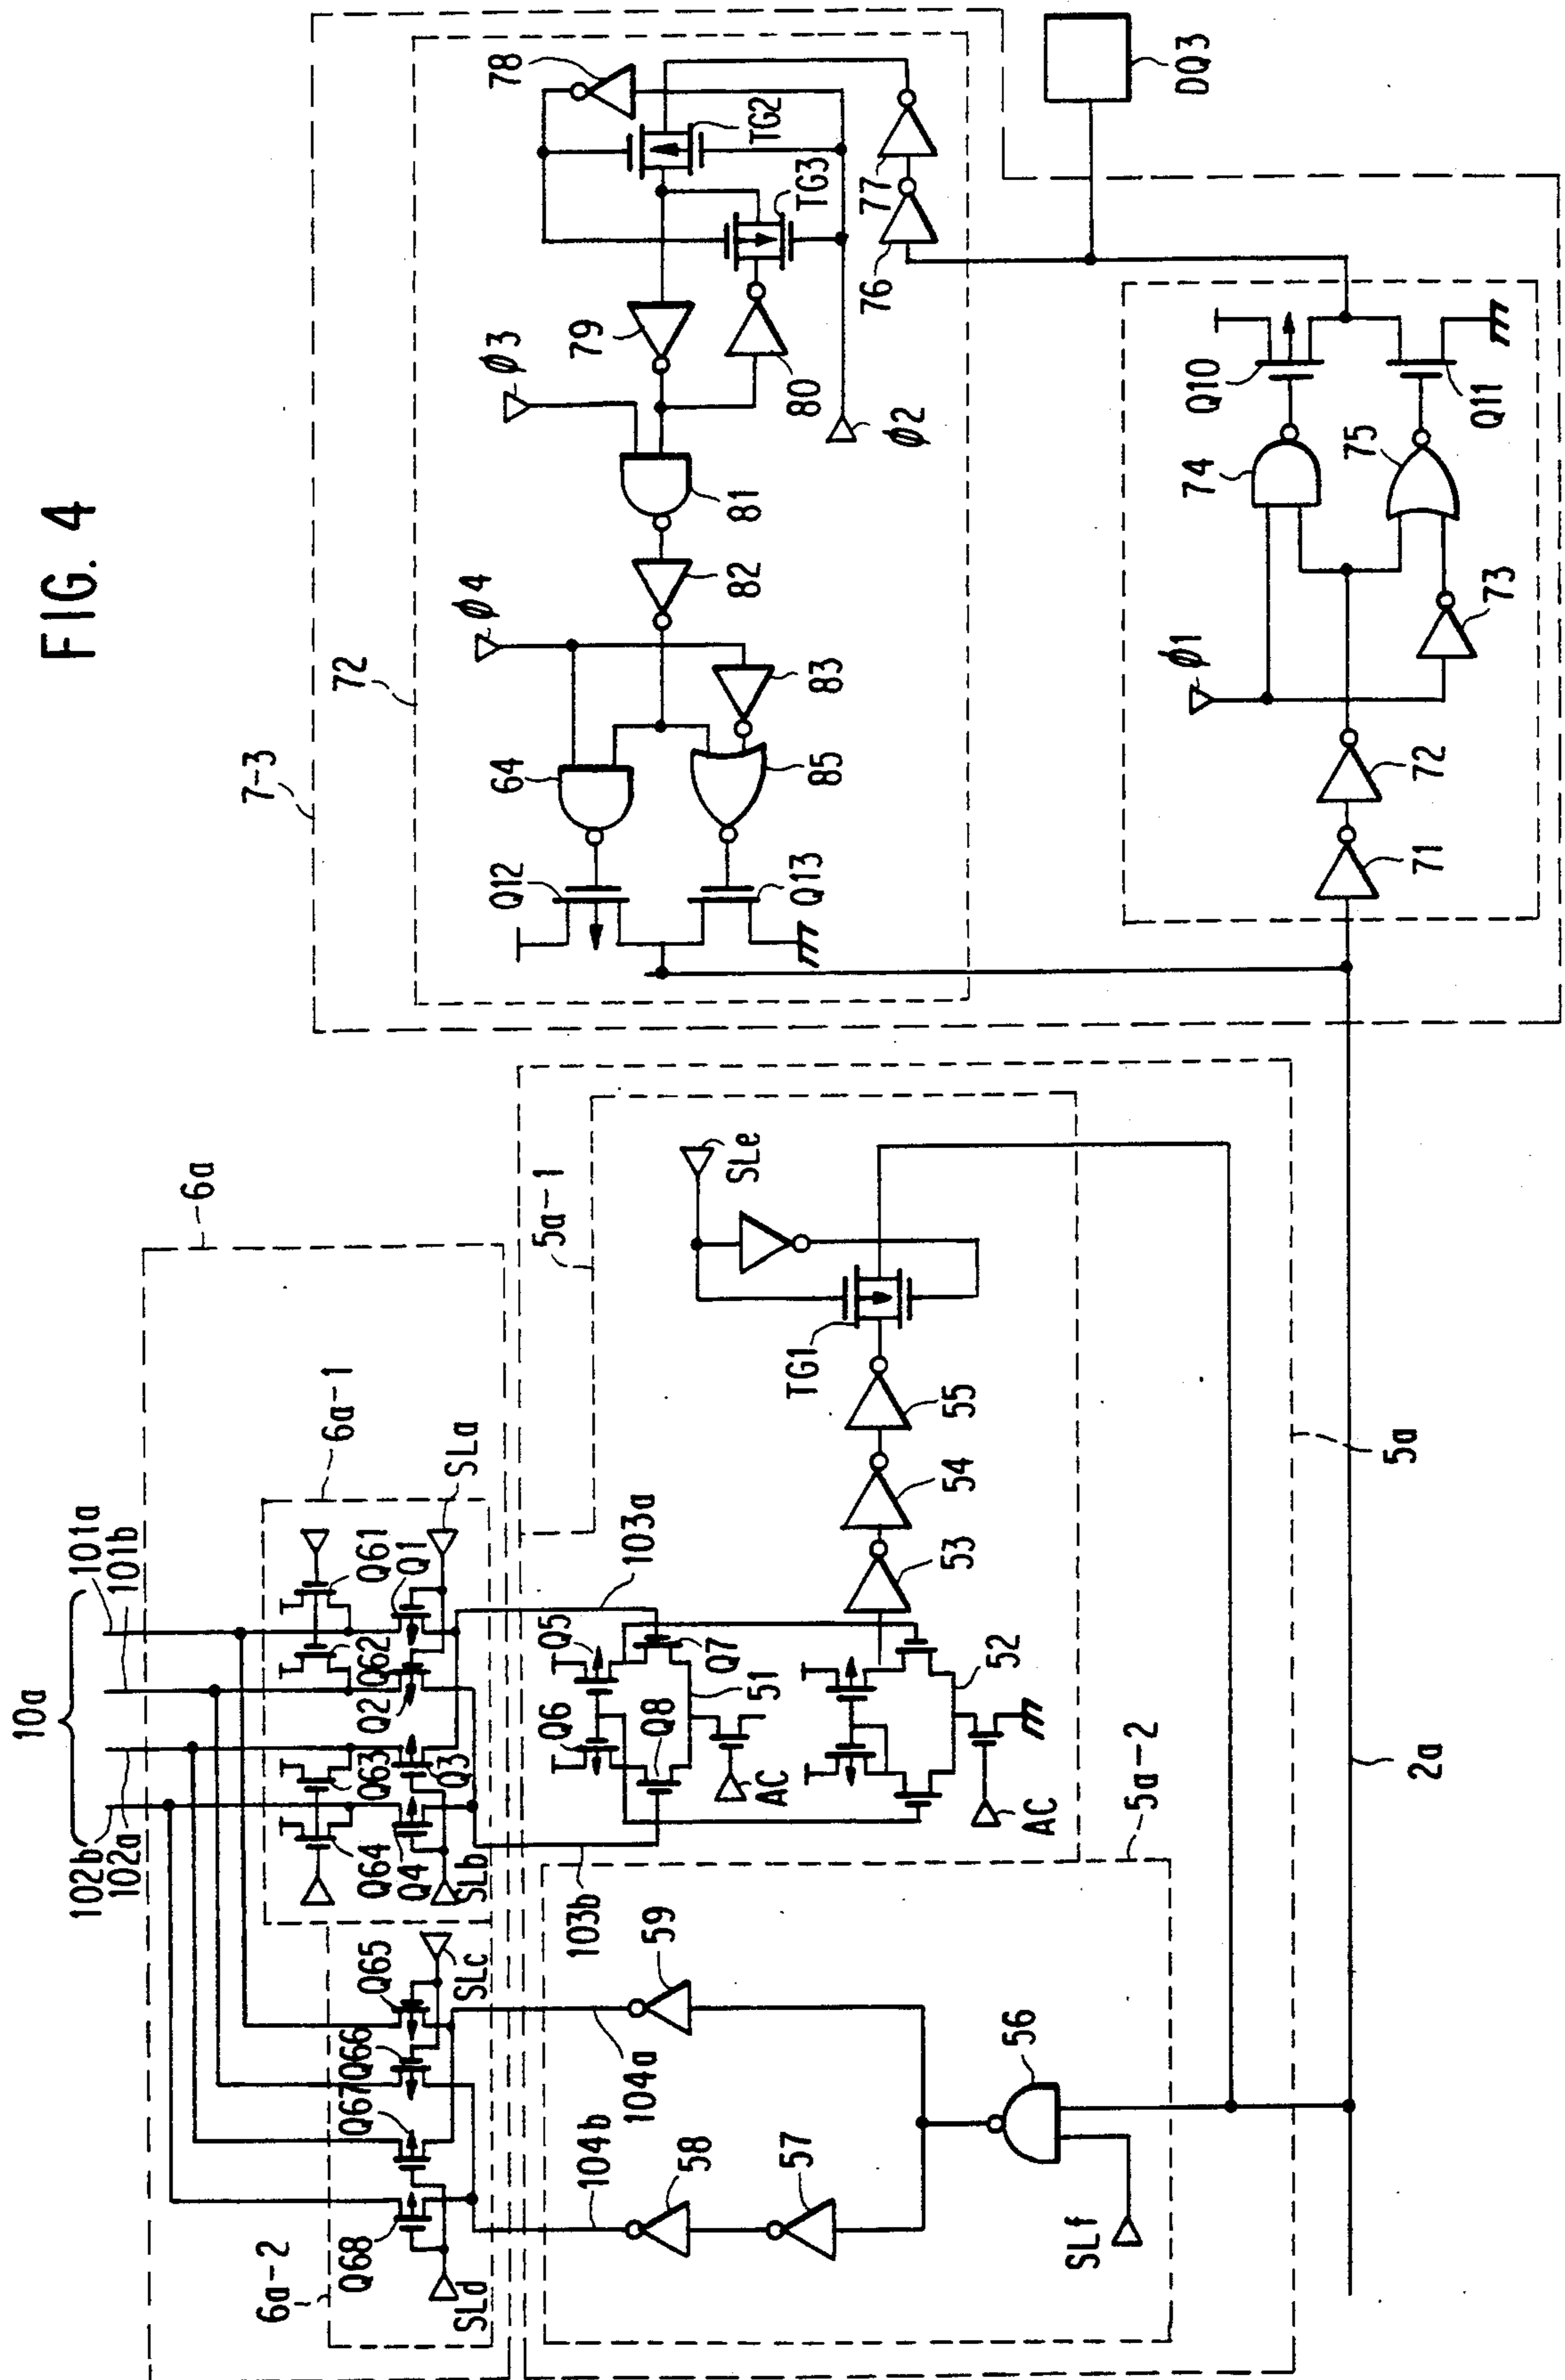 FIG. 4
10a
102b
102a
101a
101b
6a
6a-1
6a-2
Q61
Q62
Q63
Q64
Q1
Q2
Q3
Q4
SLa
SLb
Q65
Q66
Q67
Q68
SLc
SLd
103a
103b
104a
104b
5a-1
Q5
Q6
Q7
Q8
51
52
AC
AC
53
54
55
TG1
SLe
5a-2
59
58
57
56
SLf
5a
2a
7-3
72
Q12
Q13
64
85
83
ϕ4
82
81
ϕ3
79
80
ϕ2
TG3
TG2
78
76
77
DQ3
71
72
73
ϕ1
74
75
Q10
Q11